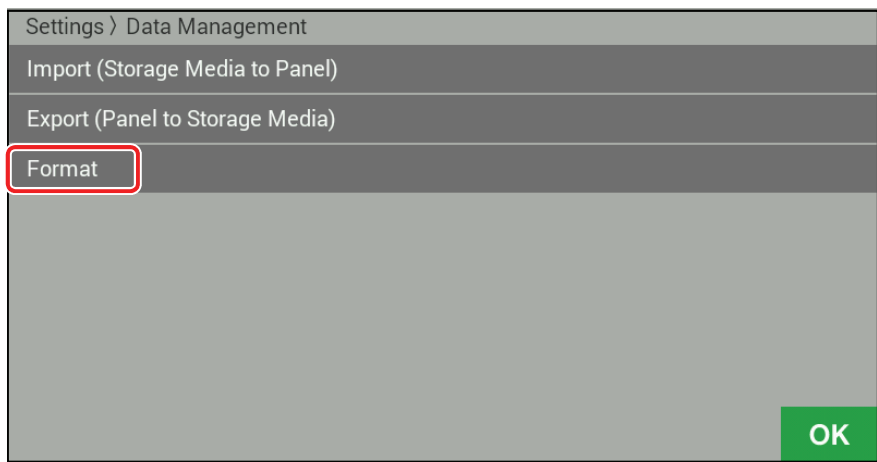 Settings 〉 Data Management
Import (Storage Media to Panel)
Export (Panel to Storage Media)
Format
OK